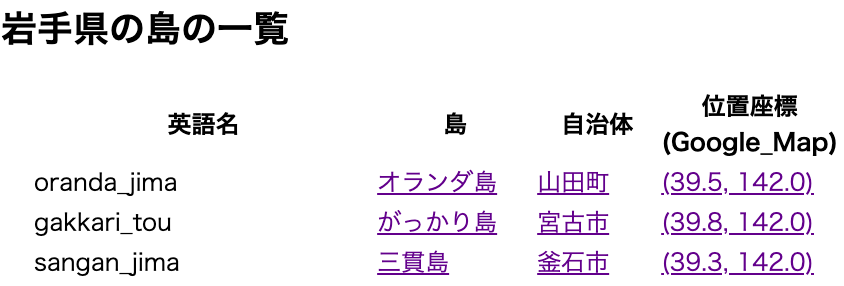 岩手県の島の一覧
英語名 島 自治体 位置座標
(Google_Map)
oranda_jima オランダ島 山田町 (39.5, 142.0)
gakkari_tou がっかり島 宮古市 (39.8, 142.0)
sangan_jima 三貫島 釜石市 (39.3, 142.0)